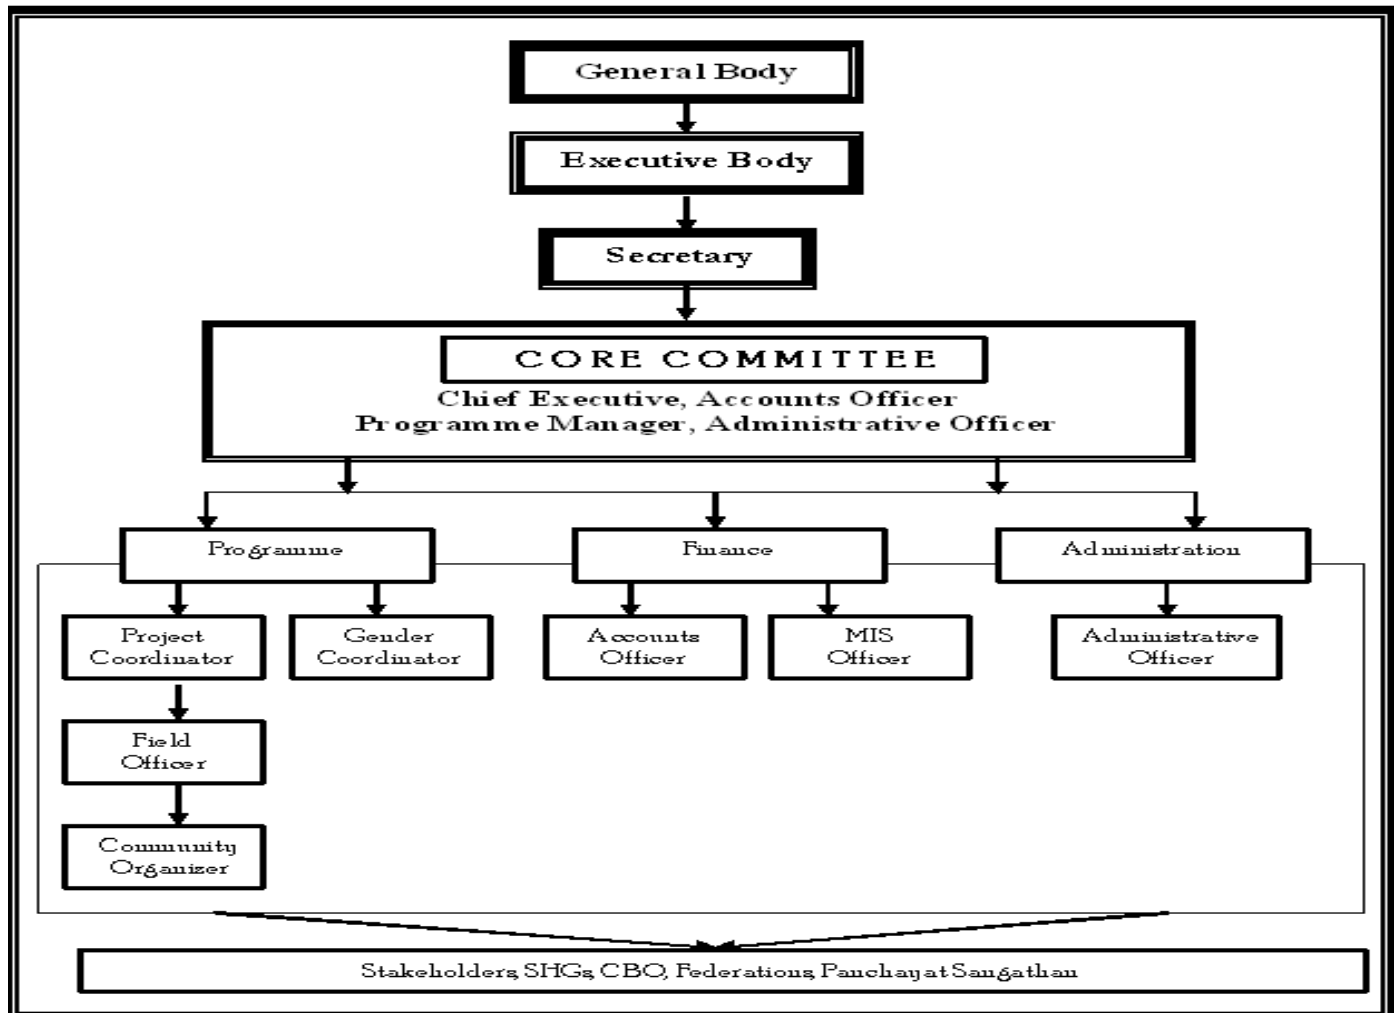 General Body
Executive Body
Secretary
CORE COMMITTEE
Chief Executive, Accounts Officer
Programme Manager, Administrative Officer
Programme
Finance
Administration
Project
Coordinator
Gender
Coordinator
Accounts
Officer
MIS
Officer
Administrative
Officer
Field
Officer
Community
Organizer
Stakeholders, SHGs, CBO, Federations, Panchayat Sangathan